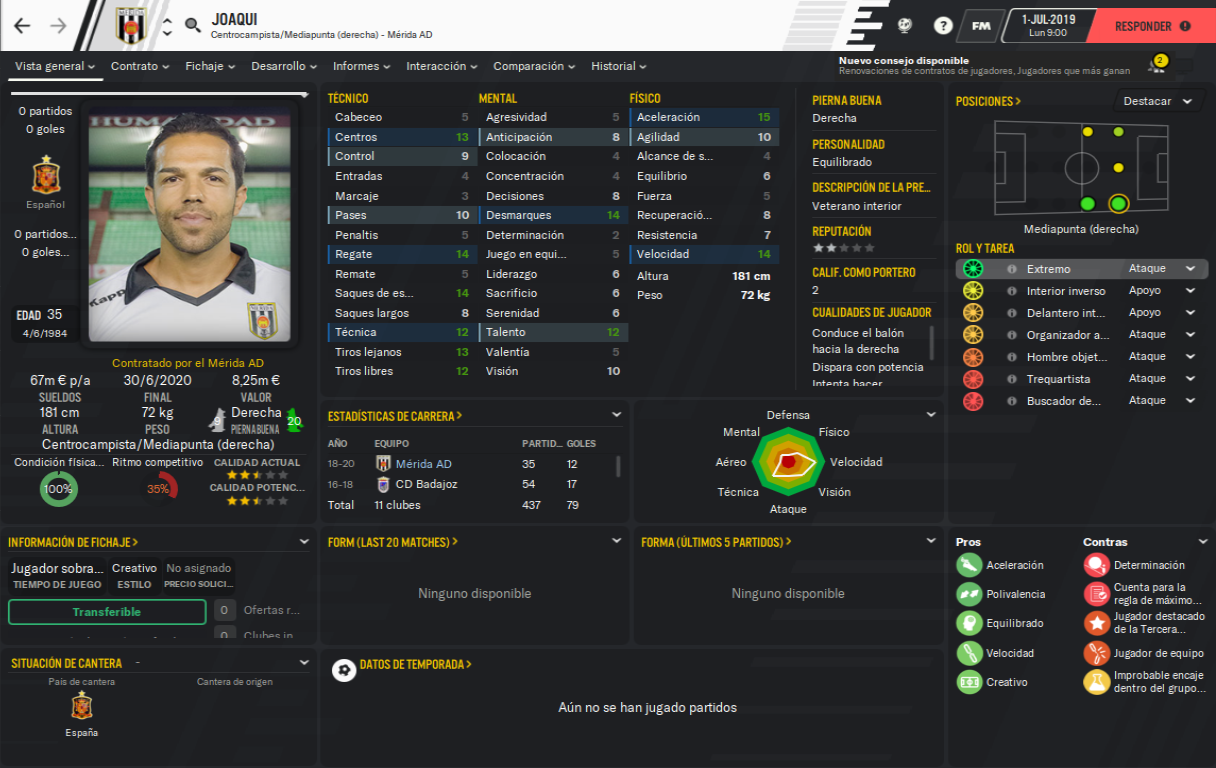 JOAQUI
Centrocampista/Mediapunta (derecha) - Mérida AD
?
FM
1-JUL-2019
Lun 9:00
RESPONDER
Vista general
Contrato
Fichaje
Desarrollo
Informes
Interacción
Comparación
Historial
Nuevo consejo disponible
Renovaciones de contratos de jugadores, Jugadores que más ganan
2
0 partidos
0 goles
Español
0 partidos...
0 goles...
EDAD 35
4/6/1984
HUMANIDAD
Kappa
Contratado por el Mérida AD
67m € p/a
SUELDOS
30/6/2020
FINAL
8,25m €
VALOR
181 cm
ALTURA
72 kg
PESO
9
Derecha
PIERNA BUENA
20
Centrocampista/Mediapunta (derecha)
Condición física...
100%
Ritmo competitivo
35%
CALIDAD ACTUAL
CALIDAD POTENC...
TÉCNICO
Cabeceo 5
Centros 13
Control 9
Entradas 4
Marcaje 3
Pases 10
Penaltis 5
Regate 14
Remate 5
Saques de es... 14
Saques largos 8
Técnica 12
Tiros lejanos 13
Tiros libres 12
MENTAL
Agresividad 5
Anticipación 8
Colocación 4
Concentración 4
Decisiones 8
Desmarques 14
Determinación 2
Juego en equi... 5
Liderazgo 6
Sacrificio 6
Serenidad 6
Talento 12
Valentía 5
Visión 10
FÍSICO
Aceleración 15
Agilidad 10
Alcance de s... 4
Equilibrio 6
Fuerza 5
Recuperació... 8
Resistencia 7
Velocidad 14
Altura 181 cm
Peso 72 kg
PIERNA BUENA
Derecha
PERSONALIDAD
Equilibrado
DESCRIPCIÓN DE LA PRE...
Veterano interior
REPUTACIÓN
CALIF. COMO PORTERO
2
CUALIDADES DE JUGADOR
Conduce el balón
hacia la derecha
Dispara con potencia
Intenta hacer
POSICIONES >
Destacar
Mediapunta (derecha)
ROL Y TAREA
Extremo Ataque
Interior inverso Apoyo
Delantero int... Apoyo
Organizador a... Ataque
Hombre objet... Ataque
Trequartista Ataque
Buscador de... Ataque
ESTADÍSTICAS DE CARRERA >
AÑO EQUIPO PARTID... GOLES
18-20 Mérida AD 35 12
16-18 CD Badajoz 54 17
Total 11 clubes 437 79
Defensa
Mental
Físico
Aéreo
Velocidad
Técnica
Visión
Ataque
INFORMACIÓN DE FICHAJE >
Jugador sobra...
TIEMPO DE JUEGO
Creativo
ESTILO
No asignado
PRECIO SOLICI...
Transferible
0 Ofertas r...
0 Clubes in
FORM (LAST 20 MATCHES) >
Ninguno disponible
FORMA (ÚLTIMOS 5 PARTIDOS) >
Ninguno disponible
SITUACIÓN DE CANTERA -
País de cantera
España
Cantera de origen
DATOS DE TEMPORADA >
Aún no se han jugado partidos
Pros
Aceleración
Polivalencia
Equilibrado
Velocidad
Creativo
Contras
Determinación
Cuenta para la
regla de máximo...
Jugador destacado
de la Tercera...
Jugador de equipo
Improbable encaje
dentro del grupo...